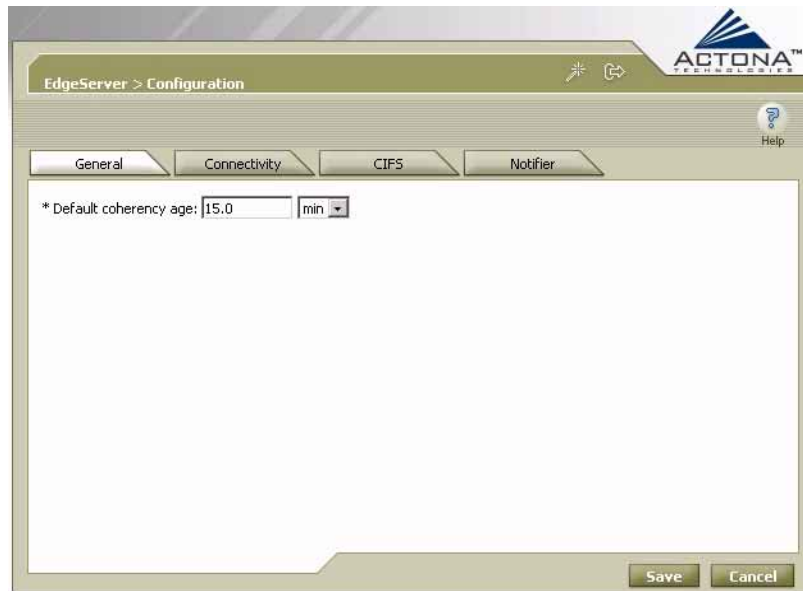 ACTONA™
TECHNOLOGIES
EdgeServer > Configuration
Help
General Connectivity CIFS Notifier
* Default coherency age: 15.0 min
Save Cancel